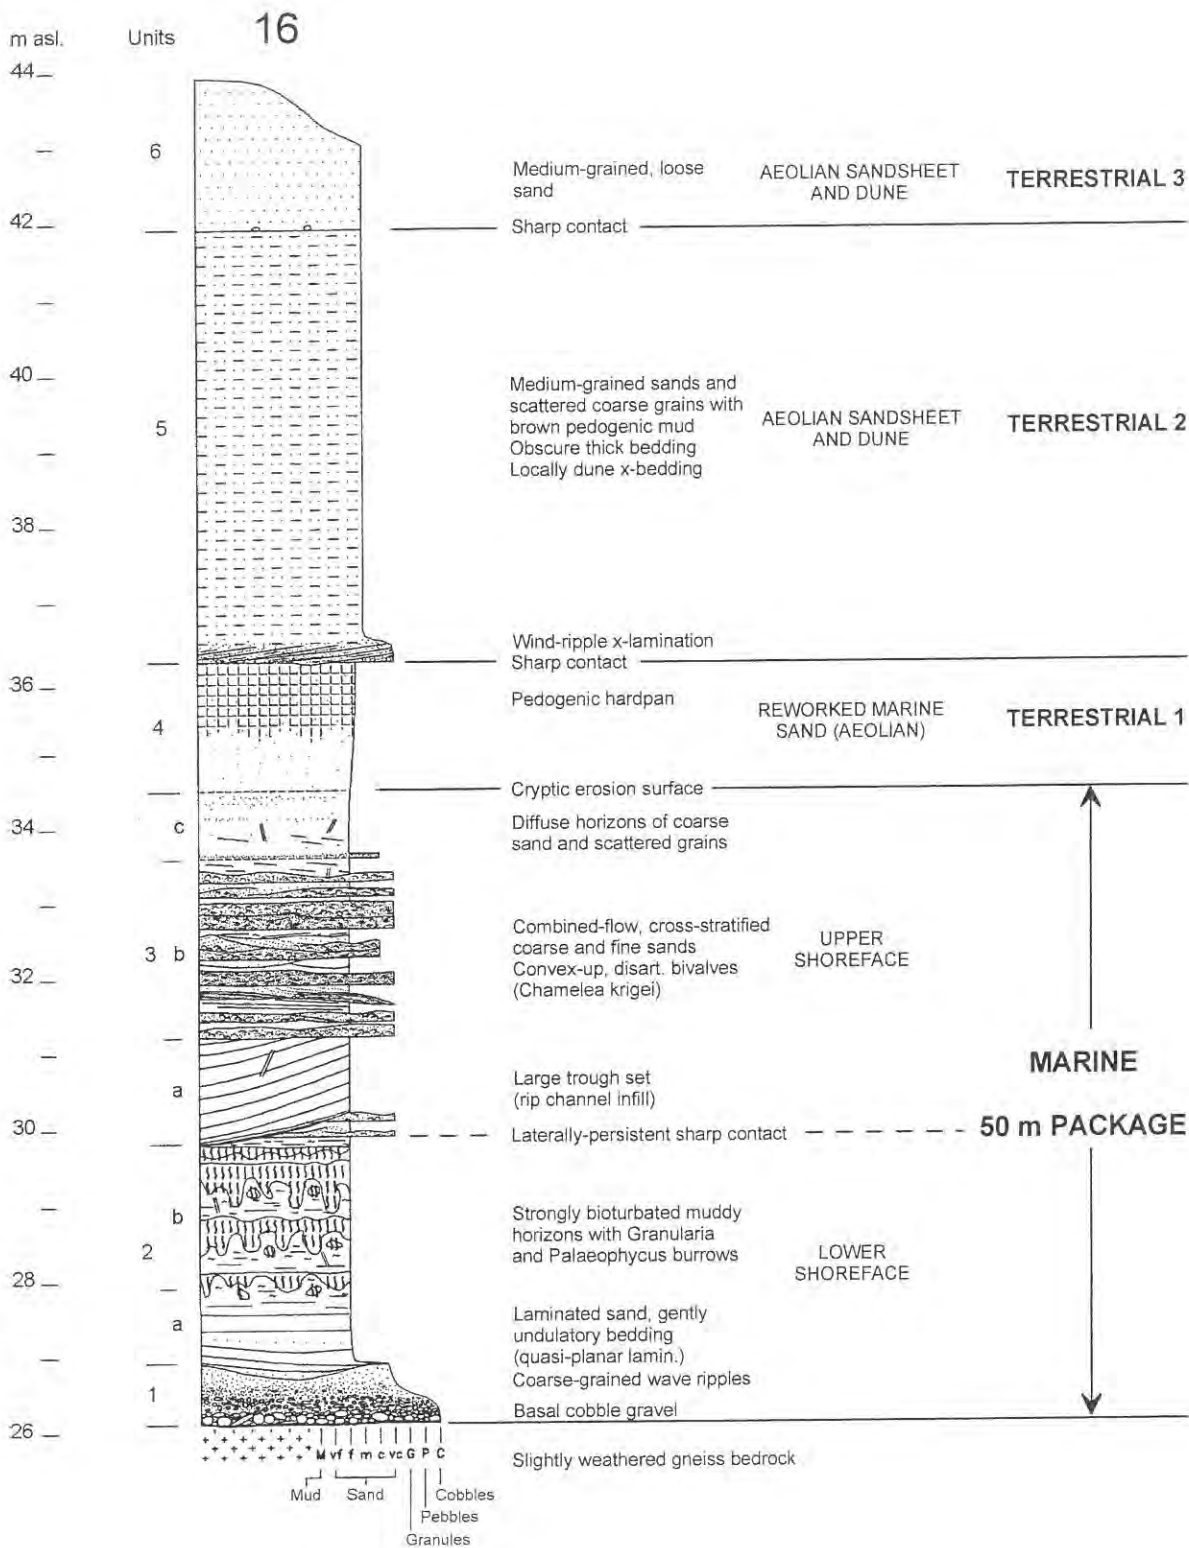 16
m asl.
Units
44
6
Medium-grained, loose
sand
AEOLIAN SANDSHEET
AND DUNE
TERRESTRIAL 3
42
Sharp contact
40
5
Medium-grained sands and
scattered coarse grains with
brown pedogenic mud
Obscure thick bedding
Locally dune x-bedding
AEOLIAN SANDSHEET
AND DUNE
TERRESTRIAL 2
38
Wind-ripple x-lamination
Sharp contact
36
Pedogenic hardpan
4
REWORKED MARINE
SAND (AEOLIAN)
TERRESTRIAL 1
Cryptic erosion surface
34
c
Diffuse horizons of coarse
sand and scattered grains
3 b
Combined-flow, cross-stratified
coarse and fine sands
Convex-up, disart. bivalves
(Chamelea krigei)
UPPER
SHOREFACE
32
a
Large trough set
(rip channel infill)
MARINE
30
Laterally-persistent sharp contact
50 m PACKAGE
b
2
Strongly bioturbated muddy
horizons with Granularia
and Palaeophycus burrows
LOWER
SHOREFACE
28
a
Laminated sand, gently
undulatory bedding
(quasi-planar lamin.)
Coarse-grained wave ripples
1
Basal cobble gravel
26
M vf f m c vc G P C
Slightly weathered gneiss bedrock
Mud
Sand
Cobbles
Pebbles
Granules